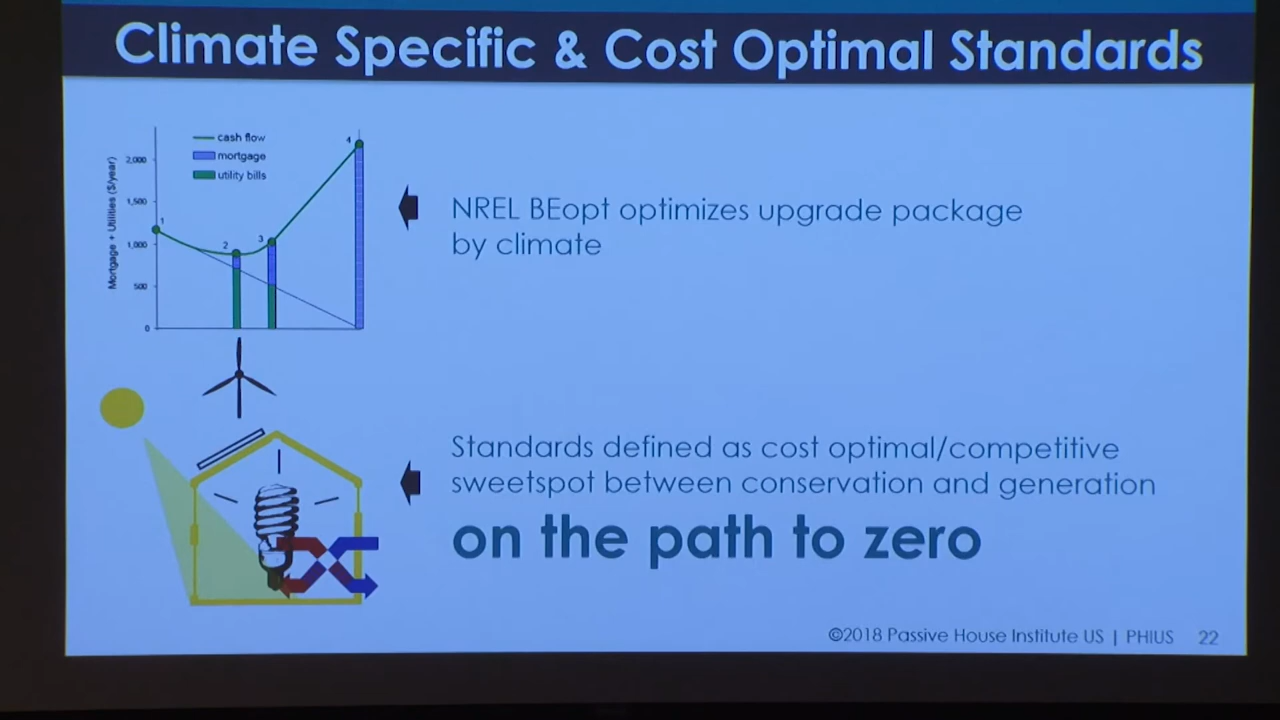 Climate Specific & Cost Optimal Standards
cash flow
mortgage
utility bills
Mortgage + Utilities ($/year)
2,000
1,500
1,000
500
0
1
2
3
4
NREL BEopt optimizes upgrade package
by climate
Standards defined as cost optimal/competitive
sweetspot between conservation and generation
on the path to zero
©2018 Passive House Institute US | PHIUS 22